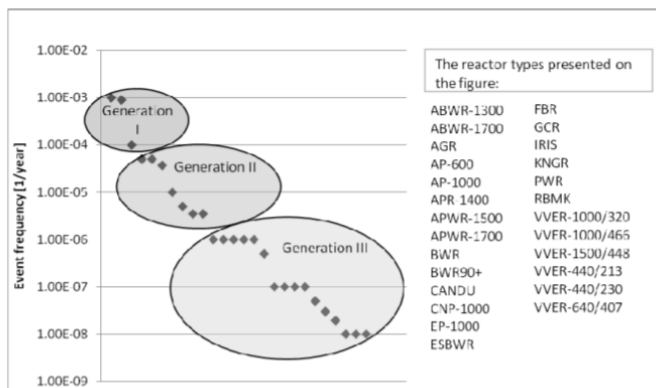 1.00E-02
1.00E-03
1.00E-04
1.00E-05
1.00E-06
1.00E-07
1.00E-08
1.00E-09
Event frequency [1/year]
Generation
I
Generation II
Generation III
The reactor types presented on
the figure:
ABWR-1300
ABWR-1700
AGR
AP-600
AP-1000
APR-1400
APWR-1500
APWR-1700
BWR
BWR90+
CANDU
CNP-1000
EP-1000
ESBWR
FBR
GCR
IRIS
KNGR
PWR
RBMK
VVER-1000/320
VVER-1000/466
VVER-1500/448
VVER-440/213
VVER-440/230
VVER-640/407